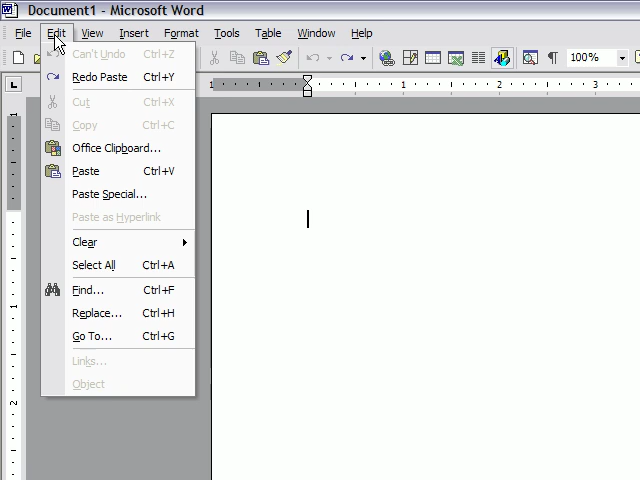 Document1 - Microsoft Word
File Edit View Insert Format Tools Table Window Help
100%
Can't Undo Ctrl+Z
Redo Paste Ctrl+Y
Cut Ctrl+X
Copy Ctrl+C
Office Clipboard...
Paste Ctrl+V
Paste Special...
Paste as Hyperlink
Clear
Select All Ctrl+A
Find... Ctrl+F
Replace... Ctrl+H
Go To... Ctrl+G
Links...
Object
1 1 2 3
1
1
2